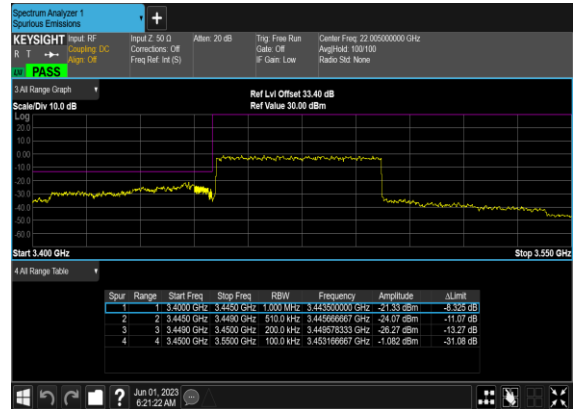 Spectrum Analyzer 1
Spurious Emissions
+
KEYSIGHT Input: RF Input Z: 50 Ω Atten: 20 dB Trig: Free Run Center Freq: 22.005000000 GHz
R T Coupling: DC Corrections: Off Gate: Off Avg|Hold: 100/100
Align: Off Freq Ref: Int (S) IF Gain: Low Radio Std: None
PASS
3 All Range Graph
Ref Lvl Offset 33.40 dB
Scale/Div 10.0 dB Ref Value 30.00 dBm
Log
20.0
10.0
0.00
-10.0
-20.0
-30.0
-40.0
-50.0
-60.0
Start 3.400 GHz Stop 3.550 GHz
4 All Range Table
Spur Range Start Freq Stop Freq RBW Frequency Amplitude ΔLimit
1 1 3.4000 GHz 3.4450 GHz 1.000 MHz 3.443500000 GHz -21.33 dBm -8.325 dB
2 2 3.4450 GHz 3.4490 GHz 510.0 kHz 3.445666667 GHz -24.07 dBm -11.07 dB
3 3 3.4490 GHz 3.4500 GHz 200.0 kHz 3.449578333 GHz -26.27 dBm -13.27 dB
4 4 3.4500 GHz 3.5500 GHz 100.0 kHz 3.453166667 GHz -1.082 dBm -31.08 dB
? Jun 01, 2023
6:21:22 AM